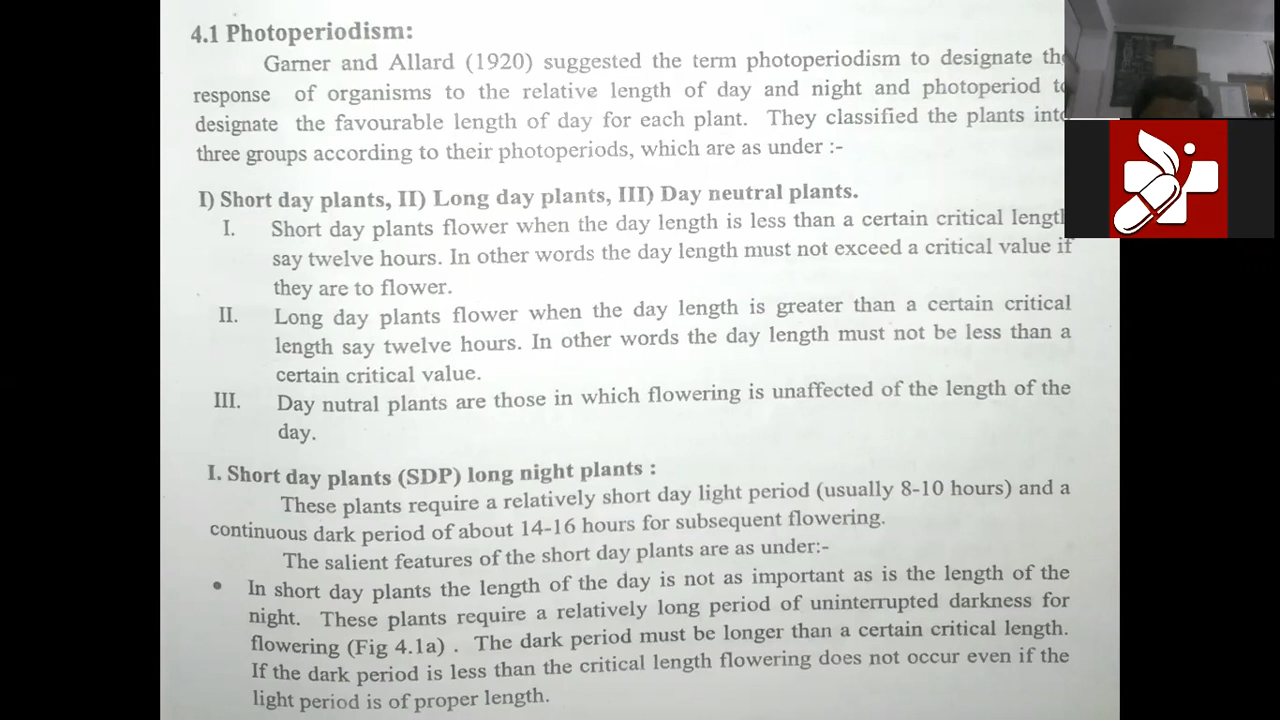 4.1 Photoperiodism:
Garner and Allard (1920) suggested the term photoperiodism to designate the
response of organisms to the relative length of day and night and photoperiod to
designate the favourable length of day for each plant. They classified the plants into
three groups according to their photoperiods, which are as under :-
I) Short day plants, II) Long day plants, III) Day neutral plants.
I. Short day plants flower when the day length is less than a certain critical length
say twelve hours. In other words the day length must not exceed a critical value if
they are to flower.
II. Long day plants flower when the day length is greater than a certain critical
length say twelve hours. In other words the day length must not be less than a
certain critical value.
III. Day nutral plants are those in which flowering is unaffected of the length of the
day.
I. Short day plants (SDP) long night plants :
These plants require a relatively short day light period (usually 8-10 hours) and a
continuous dark period of about 14-16 hours for subsequent flowering.
The salient features of the short day plants are as under:-
• In short day plants the length of the day is not as important as is the length of the
night. These plants require a relatively long period of uninterrupted darkness for
flowering (Fig 4.1a) . The dark period must be longer than a certain critical length.
If the dark period is less than the critical length flowering does not occur even if the
light period is of proper length.